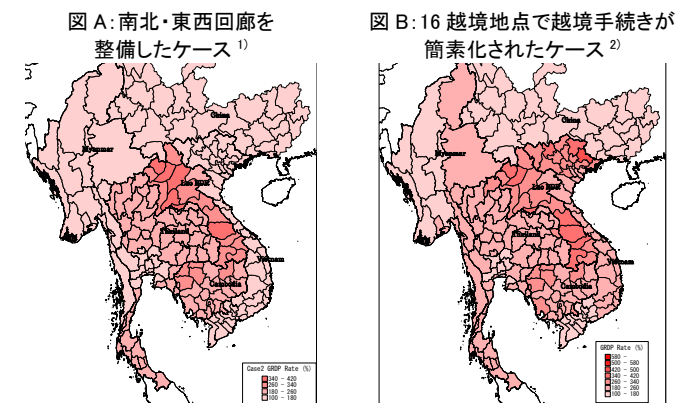 図 A：南北・東西回廊を
整備したケース 1)
図 B：16 越境地点で越境手続きが
簡素化されたケース 2)
China
Myanmar
Lao PDR
Thailand
Vietnam
Cambodia
Case2 GRDP Rate (%)
340 - 420
260 - 340
180 - 260
100 - 180
China
Myanmar
Lao PDR
Thailand
Vietnam
Cambodia
GRDP Rate (%)
580 -
500 - 580
420 - 500
340 - 420
260 - 340
180 - 260
100 - 180